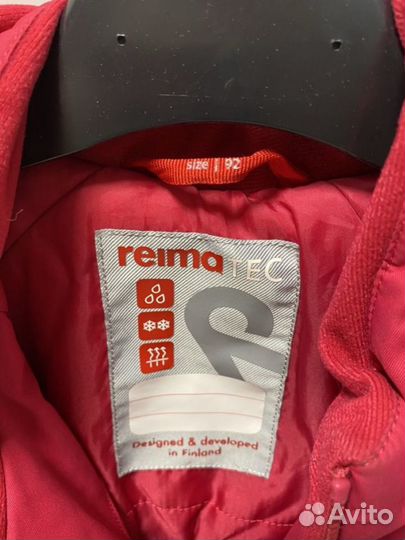 size 92
reima TEC
Designed & developed
in Finland
Avito